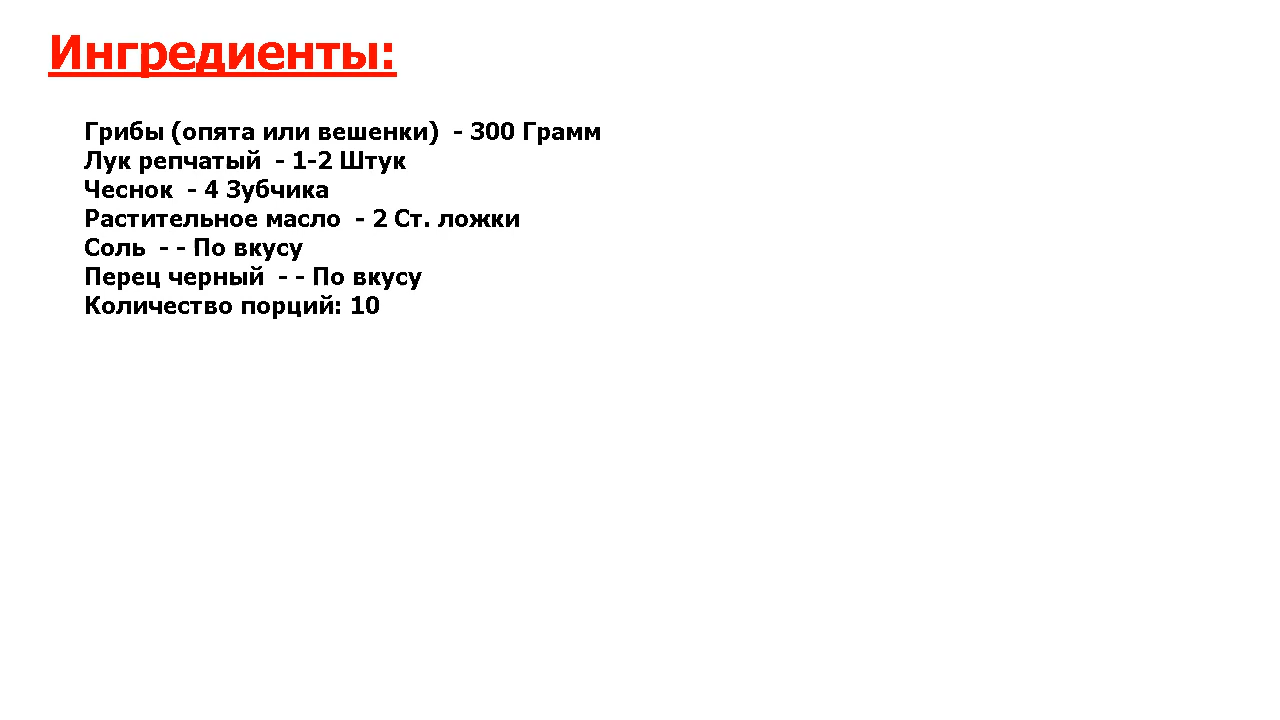 Ингредиенты:
Грибы (опята или вешенки)  - 300 Грамм
Лук репчатый  - 1-2 Штук
Чеснок  - 4 Зубчика
Растительное масло  - 2 Ст. ложки
Соль  - - По вкусу
Перец черный  - - По вкусу
Количество порций: 10